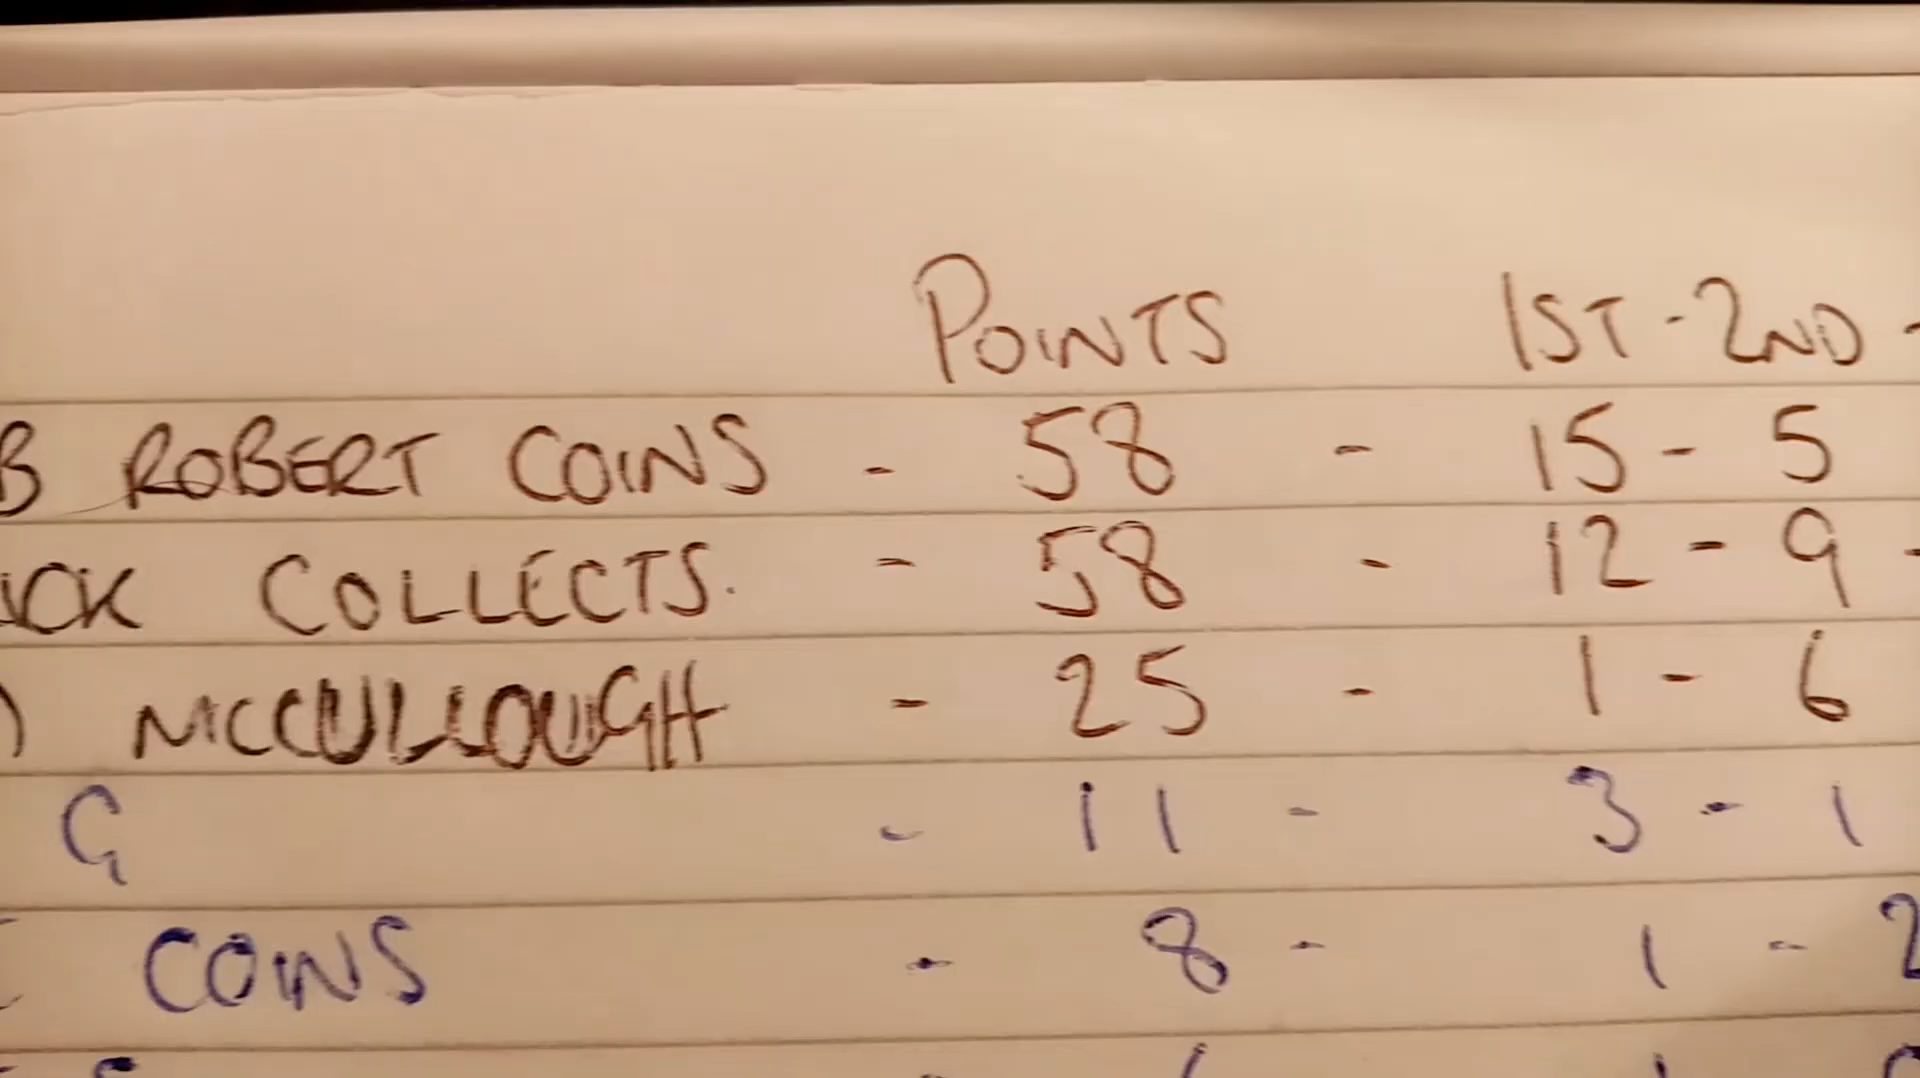 POINTS 1ST - 2ND -
B ROBERT COINS - 58 - 15 - 5
ICK COLLECTS. - 58 - 12 - 9 -
) MCCULLOUGH - 25 - 1 - 6
G - 11 - 3 - 1
COINS - 8 - 1 - 2